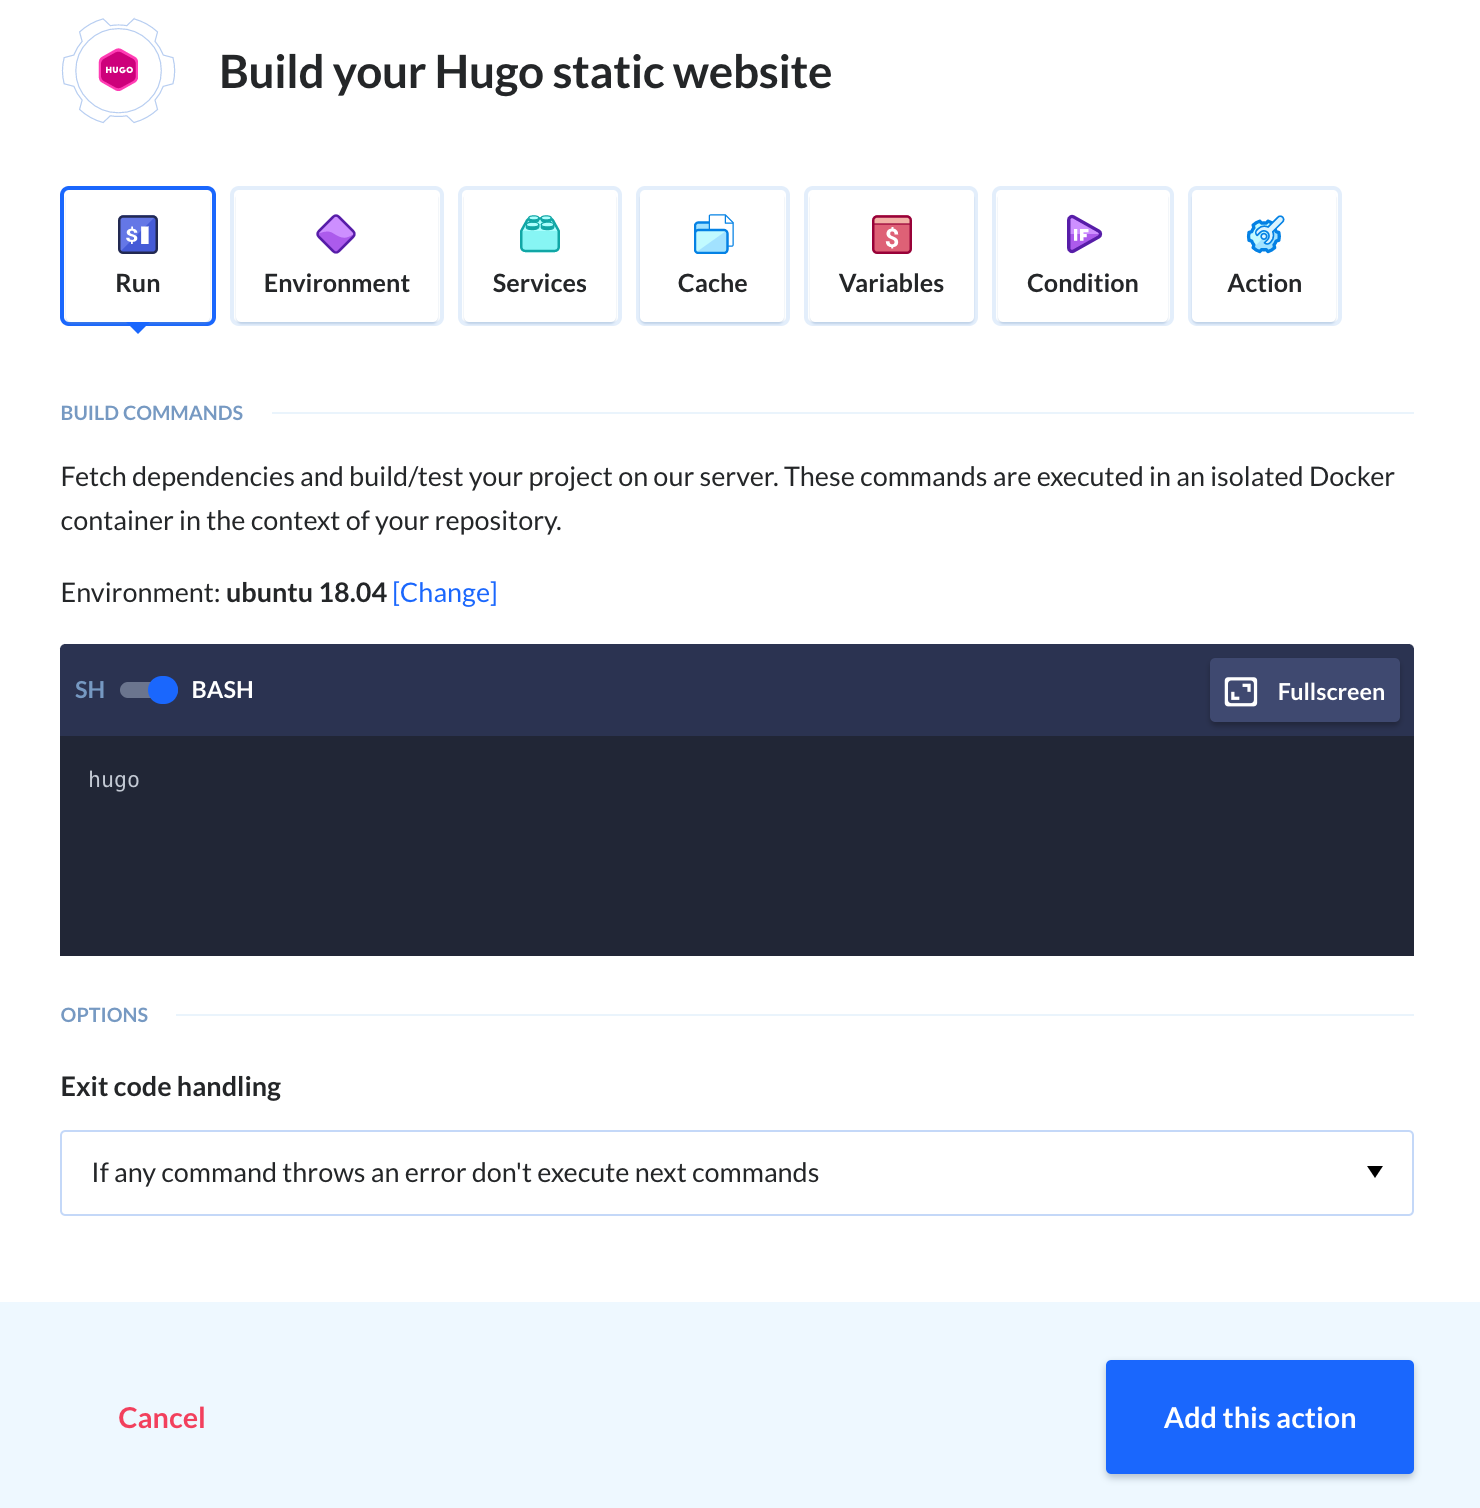 HUGO
Build your Hugo static website
$
Run
Environment
Services
Cache
$
Variables
IF
Condition
Action
BUILD COMMANDS
Fetch dependencies and build/test your project on our server. These commands are executed in an isolated Docker
container in the context of your repository.
Environment: ubuntu 18.04 [Change]
SH BASH Fullscreen
hugo
OPTIONS
Exit code handling
If any command throws an error don't execute next commands
Cancel Add this action